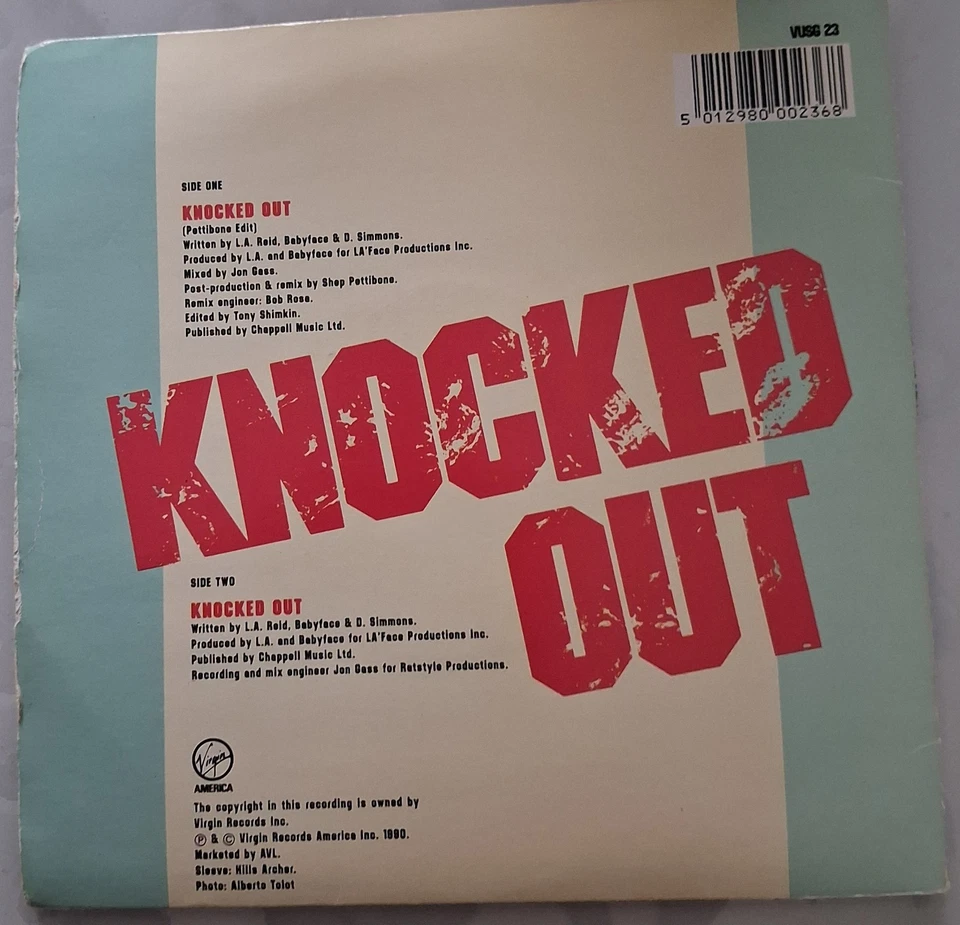 VUSG 23
5 012980 002368
SIDE ONE
KNOCKED OUT
(Pettibone Edit)
Written by L.A. Reid, Babyface & D. Simmons.
Produced by L.A. and Babyface for LA'Face Productions Inc.
Mixed by Jon Gass.
Post-production & remix by Shep Pettibone.
Remix engineer: Bob Rosa.
Edited by Tony Shimkin.
Published by Chappell Music Ltd.
KNOCKED
OUT
SIDE TWO
KNOCKED OUT
Written by L.A. Reid, Babyface & D. Simmons.
Produced by L.A. and Babyface for LA'Face Productions Inc.
Published by Chappell Music Ltd.
Recording and mix engineer Jon Gass for Ratstyle Productions.
Virgin
AMERICA
The copyright in this recording is owned by
Virgin Records Inc.
Ⓟ & © Virgin Records America Inc. 1990.
Marketed by AVL.
Sleeve: Hills Archer.
Photo: Alberto Tolot